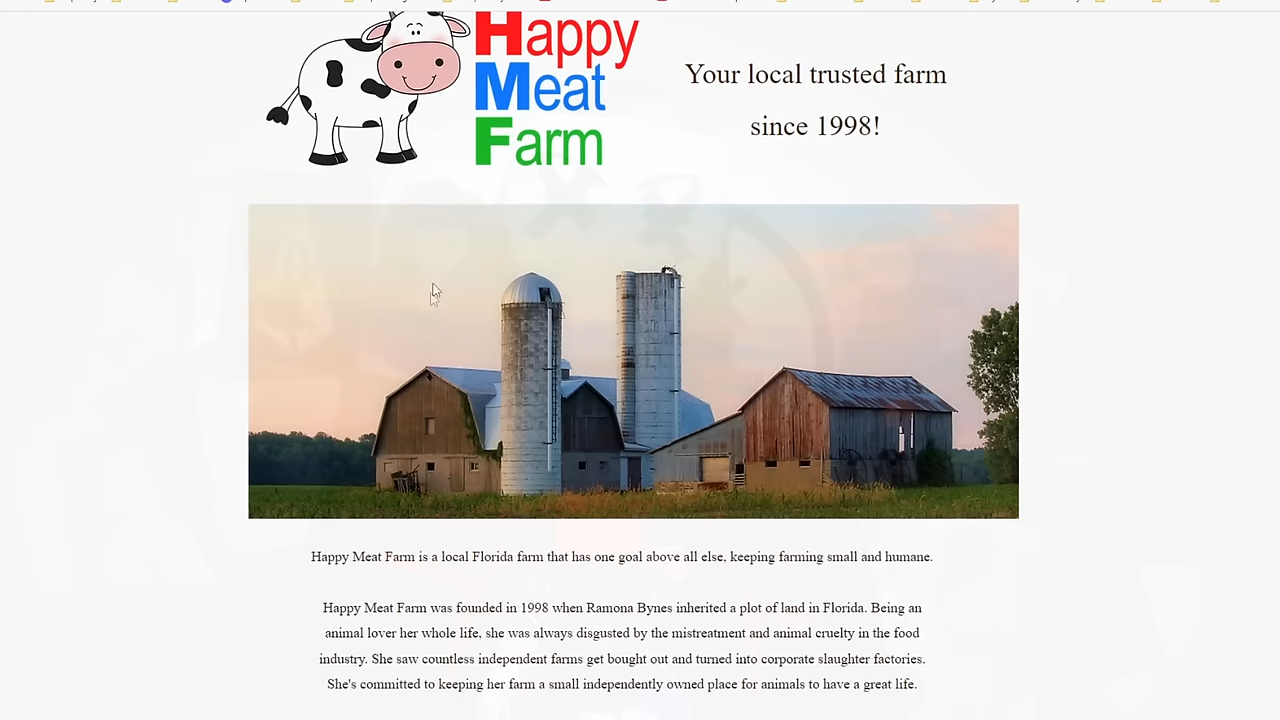 Happy
Meat
Farm
Your local trusted farm
since 1998!
Happy Meat Farm is a local Florida farm that has one goal above all else, keeping farming small and humane.
Happy Meat Farm was founded in 1998 when Ramona Bynes inherited a plot of land in Florida. Being an
animal lover her whole life, she was always disgusted by the mistreatment and animal cruelty in the food
industry. She saw countless independent farms get bought out and turned into corporate slaughter factories.
She's committed to keeping her farm a small independently owned place for animals to have a great life.